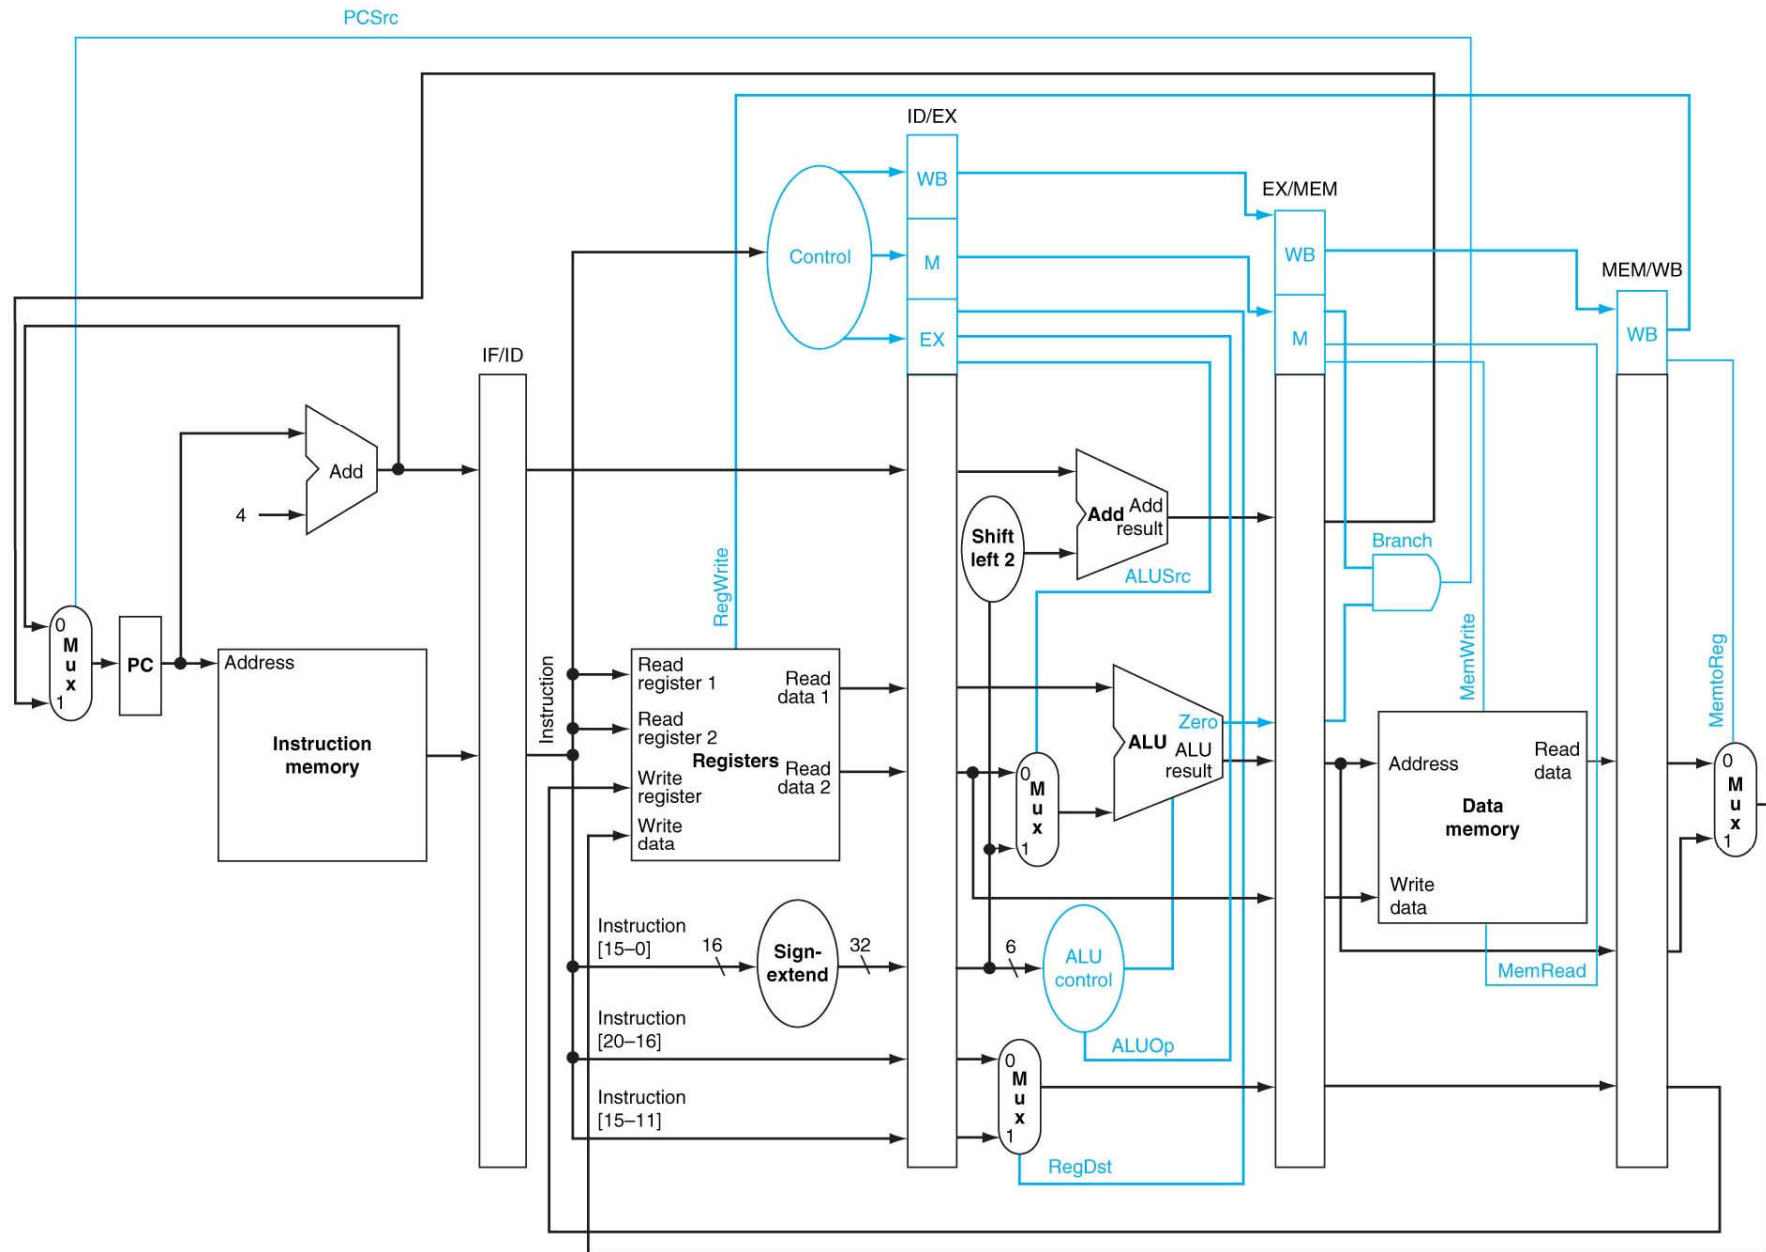 PCSrc
ID/EX
WB
EX/MEM
Control
M
WB
MEM/WB
EX
M
WB
IF/ID
Add
4
Add
Add
result
Shift
left 2
Branch
ALUSrc
RegWrite
MemWrite
MemtoReg
0
M
u
x
1
PC
Address
Instruction
memory
Instruction
Read
register 1
Read
register 2
Write
register
Write
data
Registers
Read
data 1
Read
data 2
0
M
u
x
1
Zero
ALU
ALU
result
Address
Read
data
Data
memory
Write
data
0
M
u
x
1
Instruction
[15–0]
16
Sign-
extend
32
6
ALU
control
MemRead
Instruction
[20–16]
ALUOp
0
M
u
x
1
Instruction
[15–11]
RegDst